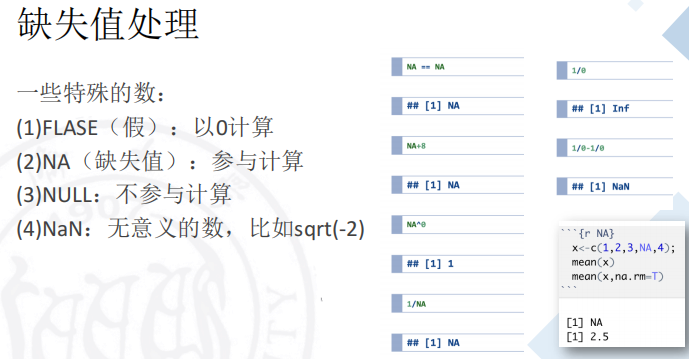 缺失值处理
一些特殊的数:
(1)FLASE（假）：以0计算
(2)NA（缺失值）：参与计算
(3)NULL：不参与计算
(4)NaN：无意义的数，比如sqrt(-2)
NA == NA
## [1] NA
NA+8
## [1] NA
NA^0
## [1] 1
1/NA
## [1] NA
1/0
## [1] Inf
1/0-1/0
## [1] NaN
```{r NA}
x<-c(1,2,3,NA,4);
mean(x)
mean(x,na.rm=T)
```
[1] NA
[1] 2.5